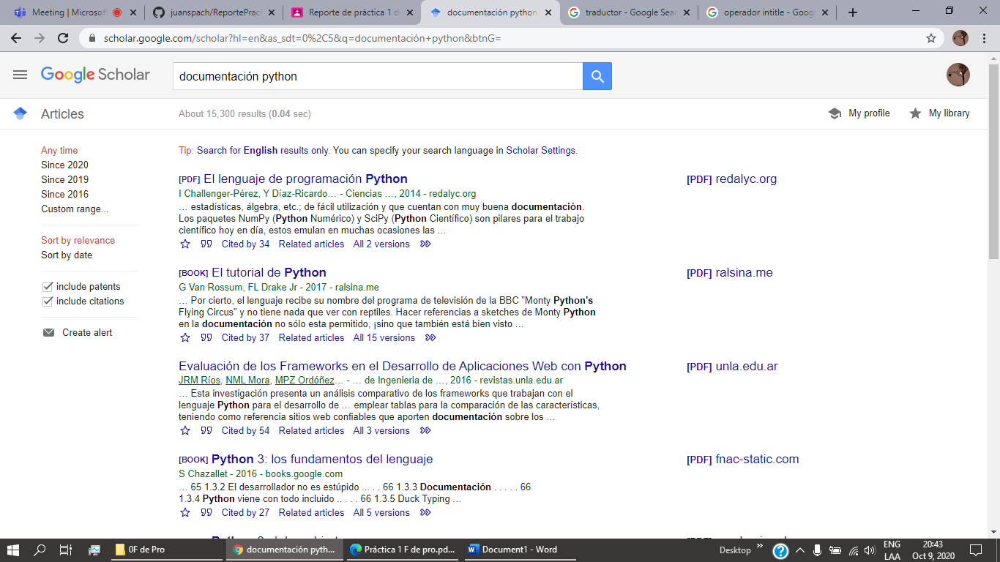 Meeting | Microsoft
juanspach/ReportePract
Reporte de práctica 1 d
documentación python
traductor - Google Sear
operador intitle - Goog
scholar.google.com/scholar?hl=en&as_sdt=0%2C5&q=documentación+python&btnG=
Google Scholar
documentación python
Articles
About 15,300 results (0.04 sec)
My profile
My library
Any time
Since 2020
Since 2019
Since 2016
Custom range...
Sort by relevance
Sort by date
include patents
include citations
Create alert
Tip: Search for English results only. You can specify your search language in Scholar Settings.
[PDF] El lenguaje de programación Python
I Challenger-Pérez, Y Díaz-Ricardo… - Ciencias …, 2014 - redalyc.org
… estadísticas, álgebra, etc.; de fácil utilización y que cuentan con muy buena documentación.
Los paquetes NumPy (Python Numérico) y SciPy (Python Científico) son pilares para el trabajo
científico hoy en día, estos emulan en muchas ocasiones las …
Cited by 34 Related articles All 2 versions
[PDF] redalyc.org
[BOOK] El tutorial de Python
G Van Rossum, FL Drake Jr - 2017 - ralsina.me
… Por cierto, el lenguaje recibe su nombre del programa de televisión de la BBC "Monty Python's
Flying Circus" y no tiene nada que ver con reptiles. Hacer referencias a sketches de Monty Python
en la documentación no sólo esta permitido, ¡sino que también está bien visto …
Cited by 37 Related articles All 15 versions
[PDF] ralsina.me
Evaluación de los Frameworks en el Desarrollo de Aplicaciones Web con Python
JRM Ríos, NML Mora, MPZ Ordóñez… - … de Ingenieria de …, 2016 - revistas.unla.edu.ar
… Esta investigación presenta un análisis comparativo de los frameworks que trabajan con el
lenguaje Python para el desarrollo de … emplear tablas para la comparación de las características,
teniendo como referencia sitios web confiables que aporten documentación sobre los …
Cited by 54 Related articles All 3 versions
[PDF] unla.edu.ar
[BOOK] Python 3: los fundamentos del lenguaje
S Chazallet - 2016 - books.google.com
… 65 1.3.2 El desarrollador no es estúpido ... . . 66 1.3.3 Documentación . . . . . 66
1.3.4 Python viene con todo incluido .. . . . 66 1.3.5 Duck Typing …
Cited by 27 Related articles All 5 versions
[PDF] fnac-static.com
0F de Pro
documentación pyth...
Práctica 1 F de pro.pd...
Document1 - Word
Desktop
ENG
LAA
20:43
Oct 9, 2020